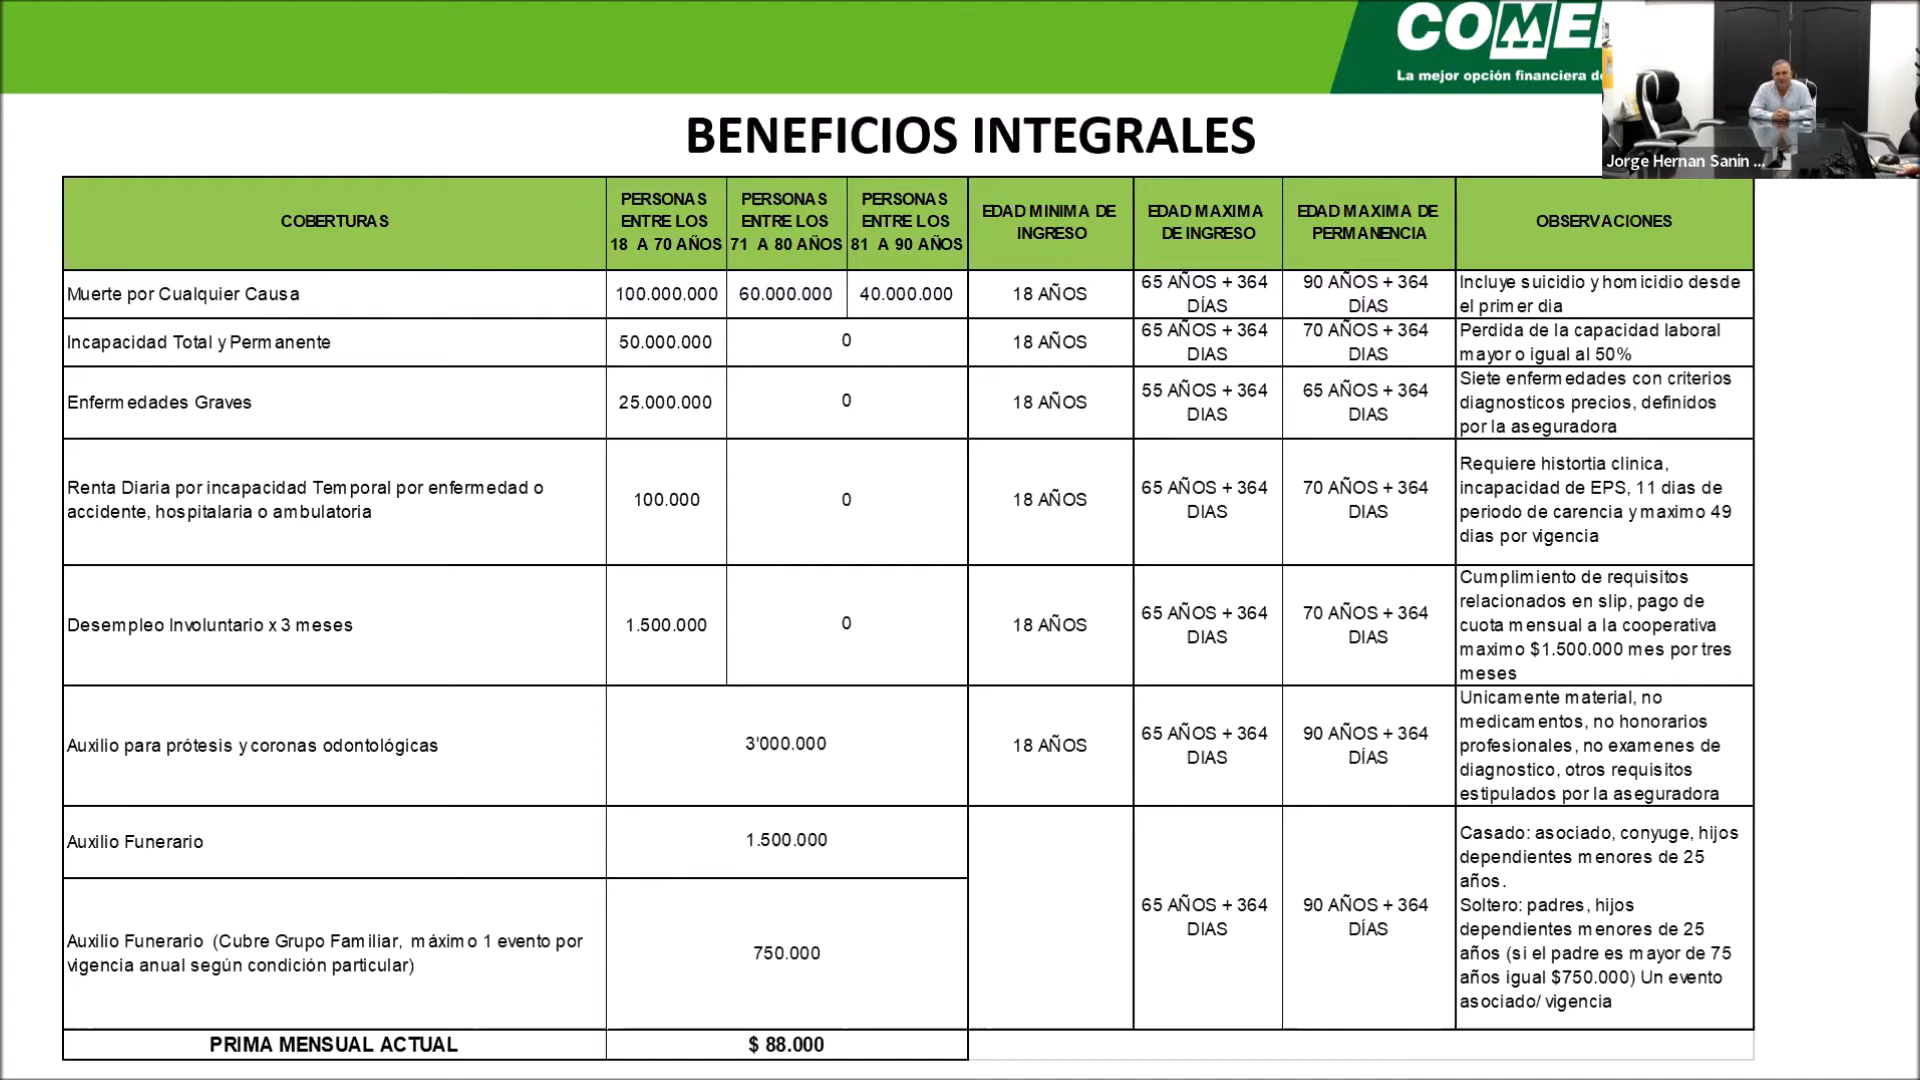 COME
La mejor opción financiera d
Jorge Hernan Sanin ...
BENEFICIOS INTEGRALES
COBERTURAS
PERSONAS
ENTRE LOS
18 A 70 AÑOS
PERSONAS
ENTRE LOS
71 A 80 AÑOS
PERSONAS
ENTRE LOS
81 A 90 AÑOS
EDAD MINIMA DE
INGRESO
EDAD MAXIMA
DE INGRESO
EDAD MAXIMA DE
PERMANENCIA
OBSERVACIONES
Muerte por Cualquier Causa
100.000.000
60.000.000
40.000.000
18 AÑOS
65 AÑOS + 364
DÍAS
90 AÑOS + 364
DÍAS
Incluye suicidio y homicidio desde
el primer dia
Incapacidad Total y Permanente
50.000.000
0
18 AÑOS
65 AÑOS + 364
DIAS
70 AÑOS + 364
DIAS
Perdida de la capacidad laboral
mayor o igual al 50%
Enfermedades Graves
25.000.000
0
18 AÑOS
55 AÑOS + 364
DIAS
65 AÑOS + 364
DIAS
Siete enfermedades con criterios
diagnosticos precios, definidos
por la aseguradora
Renta Diaria por incapacidad Temporal por enfermedad o
accidente, hospitalaria o ambulatoria
100.000
0
18 AÑOS
65 AÑOS + 364
DIAS
70 AÑOS + 364
DIAS
Requiere histortia clinica,
incapacidad de EPS, 11 dias de
periodo de carencia y maximo 49
dias por vigencia
Desempleo Involuntario x 3 meses
1.500.000
0
18 AÑOS
65 AÑOS + 364
DIAS
70 AÑOS + 364
DIAS
Cumplimiento de requisitos
relacionados en slip, pago de
cuota mensual a la cooperativa
maximo $1.500.000 mes por tres
meses
Auxilio para prótesis y coronas odontológicas
3'000.000
18 AÑOS
65 AÑOS + 364
DIAS
90 AÑOS + 364
DÍAS
Unicamente material, no
medicamentos, no honorarios
profesionales, no examenes de
diagnostico, otros requisitos
estipulados por la aseguradora
Auxilio Funerario
1.500.000
Auxilio Funerario (Cubre Grupo Familiar, máximo 1 evento por
vigencia anual según condición particular)
750.000
65 AÑOS + 364
DIAS
90 AÑOS + 364
DÍAS
Casado: asociado, conyuge, hijos
dependientes menores de 25
años.
Soltero: padres, hijos
dependientes menores de 25
años (si el padre es mayor de 75
años igual $750.000) Un evento
asociado/ vigencia
PRIMA MENSUAL ACTUAL
$ 88.000